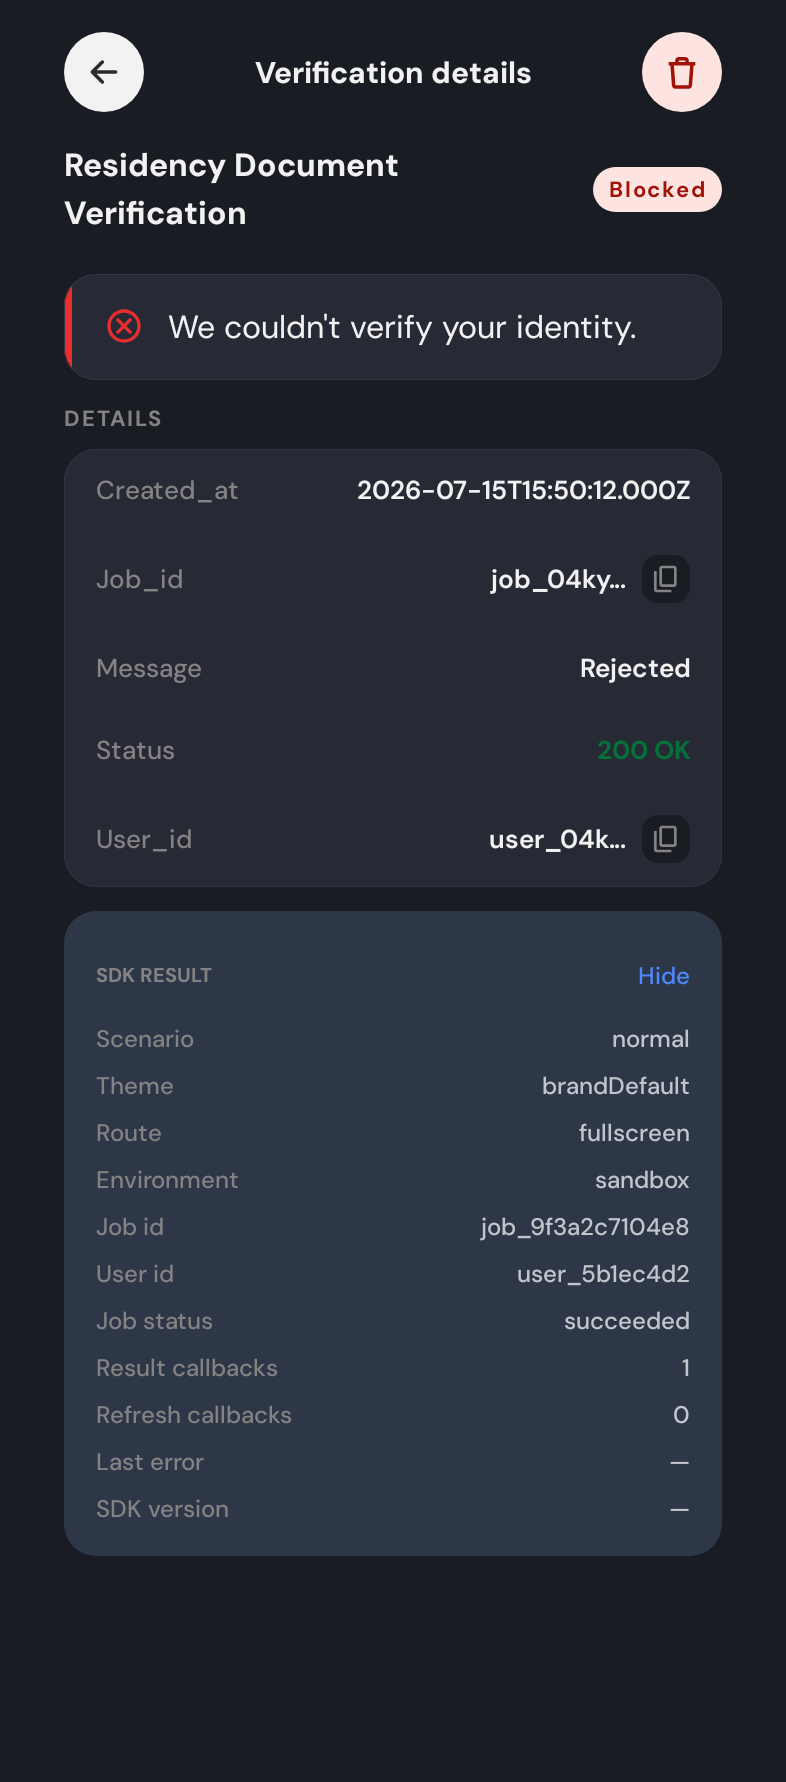 Verification details
Residency Document
Verification
Blocked
We couldn't verify your identity.
DETAILS
Created_at 2026-07-15T15:50:12.000Z
Job_id job_04ky...
Message Rejected
Status 200 OK
User_id user_04k...
SDK RESULT Hide
Scenario normal
Theme brandDefault
Route fullscreen
Environment sandbox
Job id job_9f3a2c7104e8
User id user_5b1ec4d2
Job status succeeded
Result callbacks 1
Refresh callbacks 0
Last error —
SDK version —